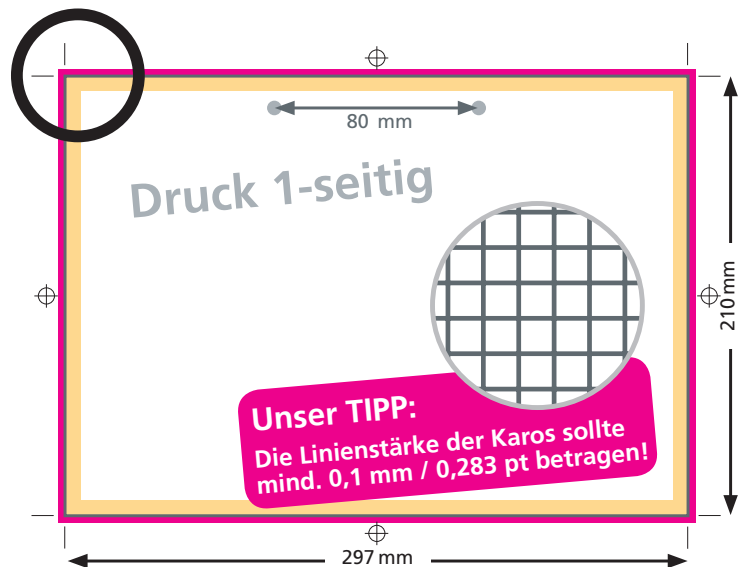 80 mm
Druck 1-seitig
210 mm
Unser TIPP:
Die Linienstärke der Karos sollte
mind. 0,1 mm / 0,283 pt betragen!
297 mm